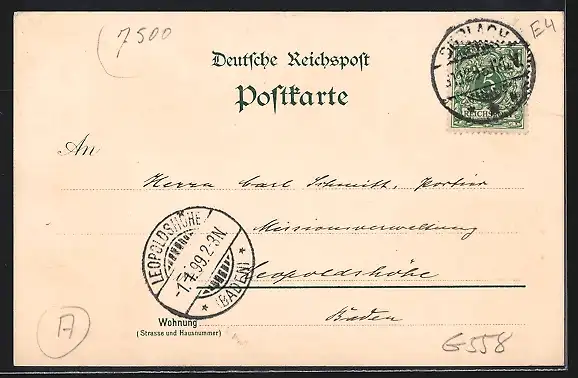 7500
E4
Deutsche Reichspost
Postkarte
5
REICHSPOST
An
Herrn Carl Schmitt, Portier
Missionsverwaltung
Leopoldshöhe
Baden
LEOPOLDSHÖHE
-1.1.99.2-3N.
* (BADEN) *
Wohnung
(Strasse und Hausnummer)
A
G558